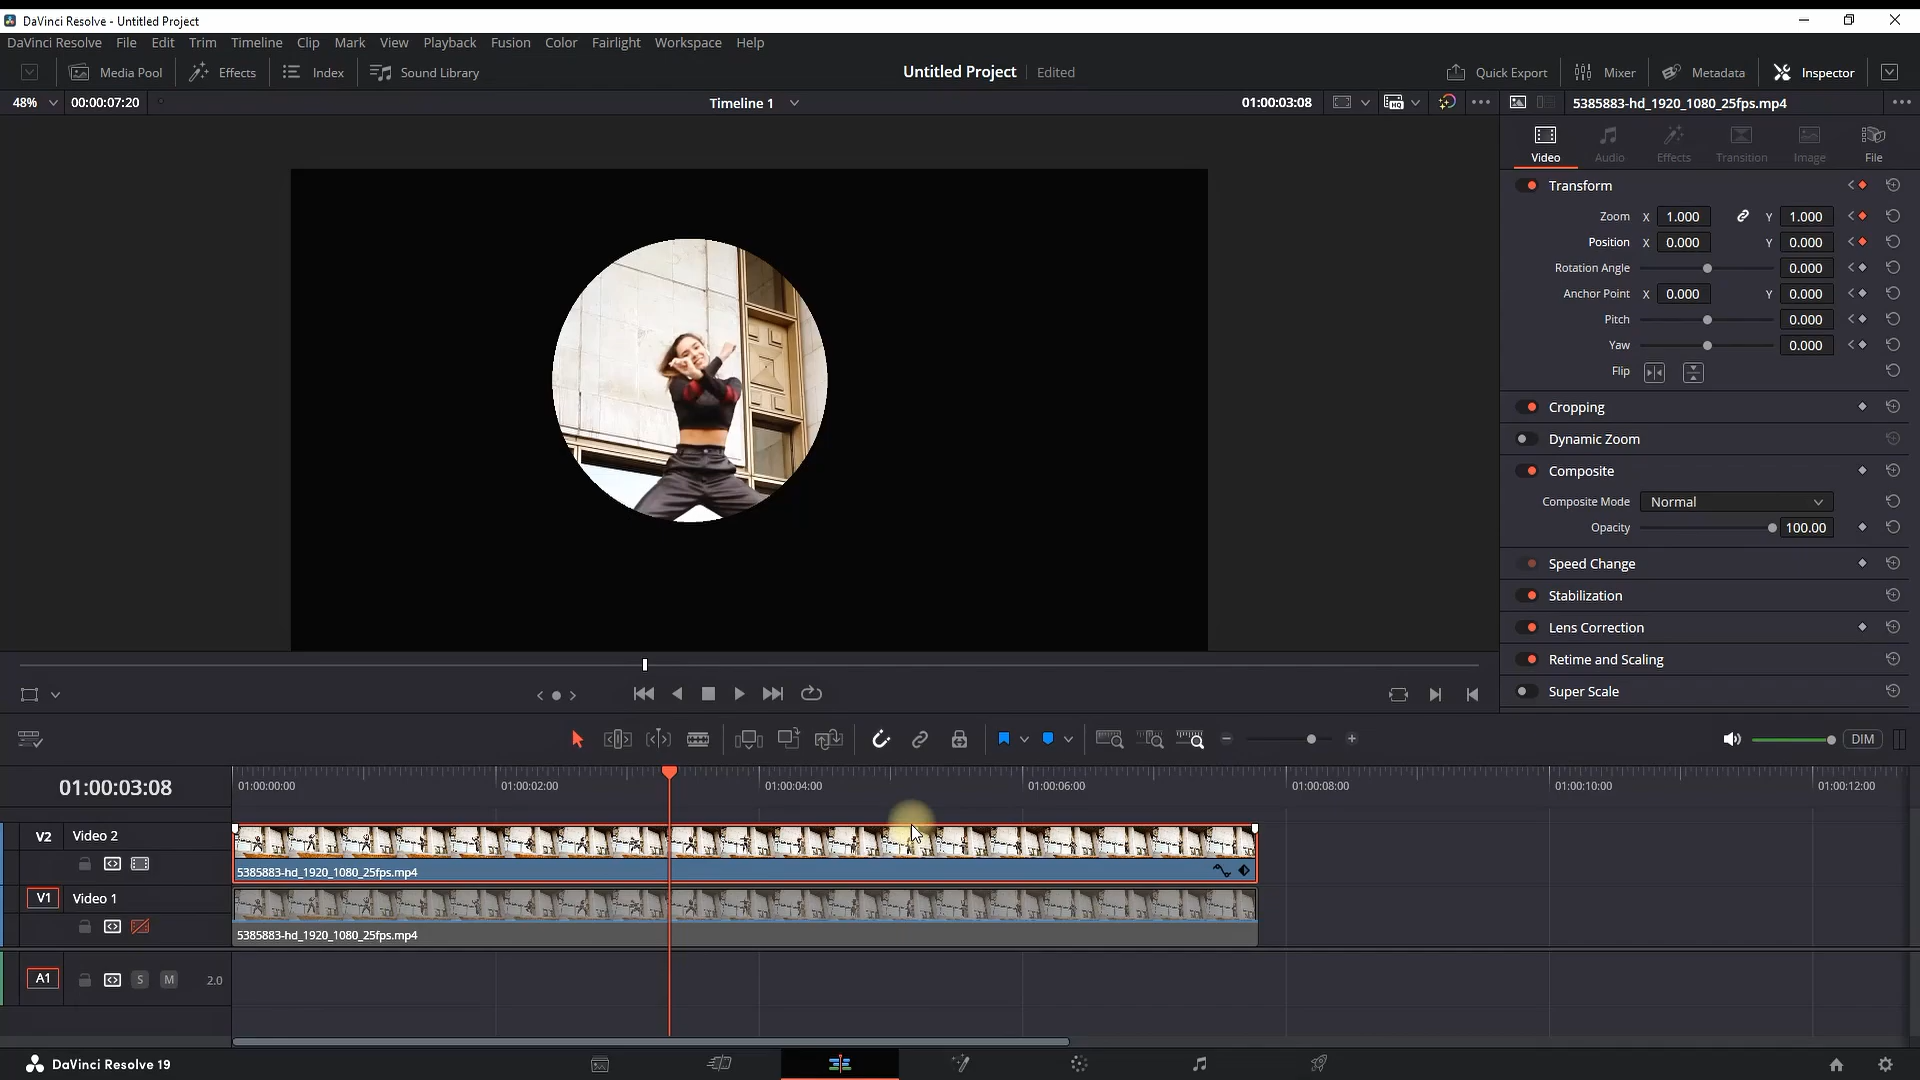 DaVinci Resolve - Untitled Project
DaVinci Resolve File Edit Trim Timeline Clip Mark View Playback Fusion Color Fairlight Workspace Help
Media Pool Effects Index Sound Library Untitled Project Edited Quick Export Mixer Metadata Inspector
48% 00:00:07:20 Timeline 1 01:00:03:08 HQ 5385883-hd_1920_1080_25fps.mp4
Video Audio Effects Transition Image File
Transform
Zoom X 1.000 Y 1.000
Position X 0.000 Y 0.000
Rotation Angle 0.000
Anchor Point X 0.000 Y 0.000
Pitch 0.000
Yaw 0.000
Flip
Cropping
Dynamic Zoom
Composite
Composite Mode Normal
Opacity 100.00
Speed Change
Stabilization
Lens Correction
Retime and Scaling
Super Scale
DIM
01:00:03:08 01:00:00:00 01:00:02:00 01:00:04:00 01:00:06:00 01:00:08:00 01:00:10:00 01:00:12:00
V2 Video 2
5385883-hd_1920_1080_25fps.mp4
V1 Video 1
5385883-hd_1920_1080_25fps.mp4
A1 S M 2.0
DaVinci Resolve 19